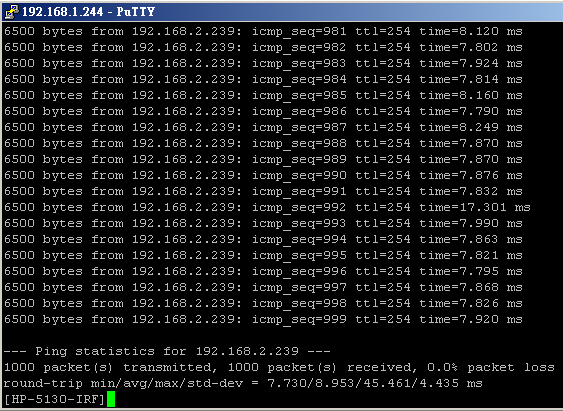 192.168.1.244 - PuTTY
6500 bytes from 192.168.2.239: icmp_seq=981 ttl=254 time=8.120 ms
6500 bytes from 192.168.2.239: icmp_seq=982 ttl=254 time=7.802 ms
6500 bytes from 192.168.2.239: icmp_seq=983 ttl=254 time=7.924 ms
6500 bytes from 192.168.2.239: icmp_seq=984 ttl=254 time=7.814 ms
6500 bytes from 192.168.2.239: icmp_seq=985 ttl=254 time=8.160 ms
6500 bytes from 192.168.2.239: icmp_seq=986 ttl=254 time=7.790 ms
6500 bytes from 192.168.2.239: icmp_seq=987 ttl=254 time=8.249 ms
6500 bytes from 192.168.2.239: icmp_seq=988 ttl=254 time=7.870 ms
6500 bytes from 192.168.2.239: icmp_seq=989 ttl=254 time=7.870 ms
6500 bytes from 192.168.2.239: icmp_seq=990 ttl=254 time=7.876 ms
6500 bytes from 192.168.2.239: icmp_seq=991 ttl=254 time=7.832 ms
6500 bytes from 192.168.2.239: icmp_seq=992 ttl=254 time=17.301 ms
6500 bytes from 192.168.2.239: icmp_seq=993 ttl=254 time=7.990 ms
6500 bytes from 192.168.2.239: icmp_seq=994 ttl=254 time=7.863 ms
6500 bytes from 192.168.2.239: icmp_seq=995 ttl=254 time=7.821 ms
6500 bytes from 192.168.2.239: icmp_seq=996 ttl=254 time=7.795 ms
6500 bytes from 192.168.2.239: icmp_seq=997 ttl=254 time=7.868 ms
6500 bytes from 192.168.2.239: icmp_seq=998 ttl=254 time=7.826 ms
6500 bytes from 192.168.2.239: icmp_seq=999 ttl=254 time=7.920 ms
--- Ping statistics for 192.168.2.239 ---
1000 packet(s) transmitted, 1000 packet(s) received, 0.0% packet loss
round-trip min/avg/max/std-dev = 7.730/8.953/45.461/4.435 ms
[HP-5130-IRF]